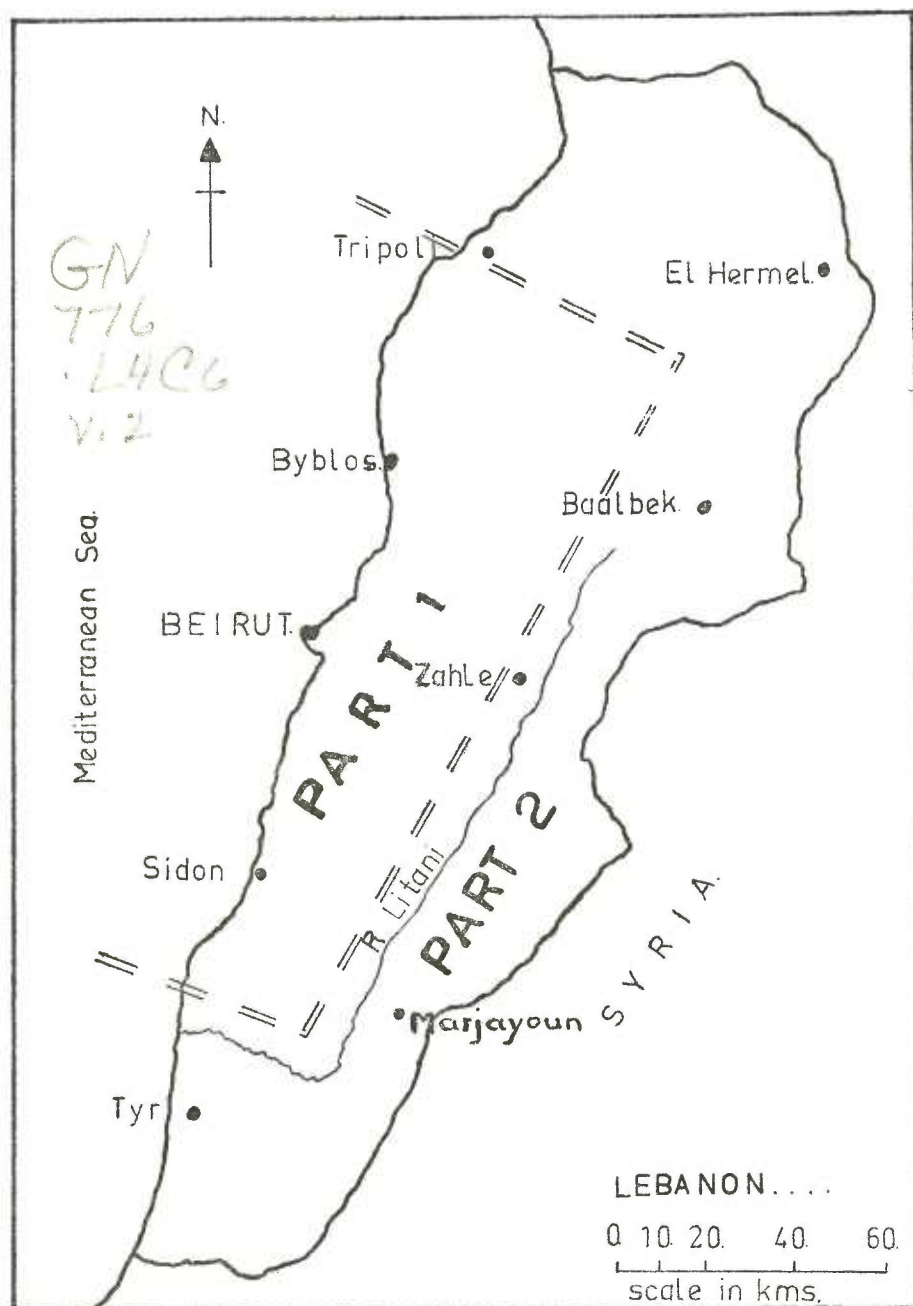 N.
GN
776
.L4C6
v.2
Tripoli
El Hermel.
Byblos.
Baalbek.
Mediterranean Sea.
BEIRUT.
PART 1
Zahle
PART 2
Sidon
R Litani
SYRIA.
Marjayoun
Tyr
LEBANON....
0. 10. 20. 40. 60.
scale in kms.